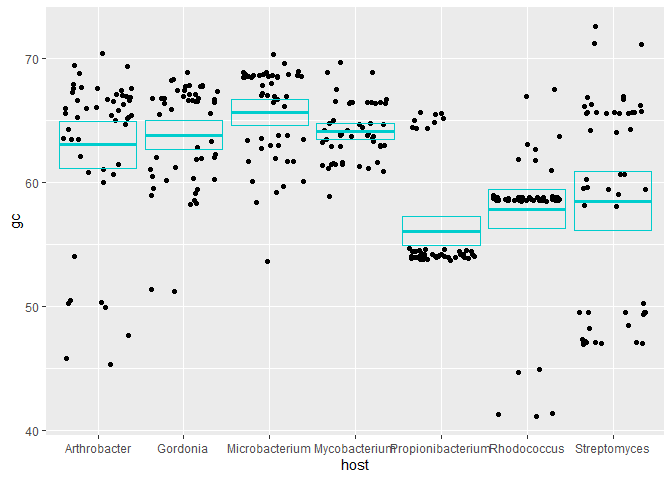 70
60
50
40
gc
Arthrobacter Gordonia Microbacterium Mycobacterium Propionibacterium Rhodococcus Streptomyces
host